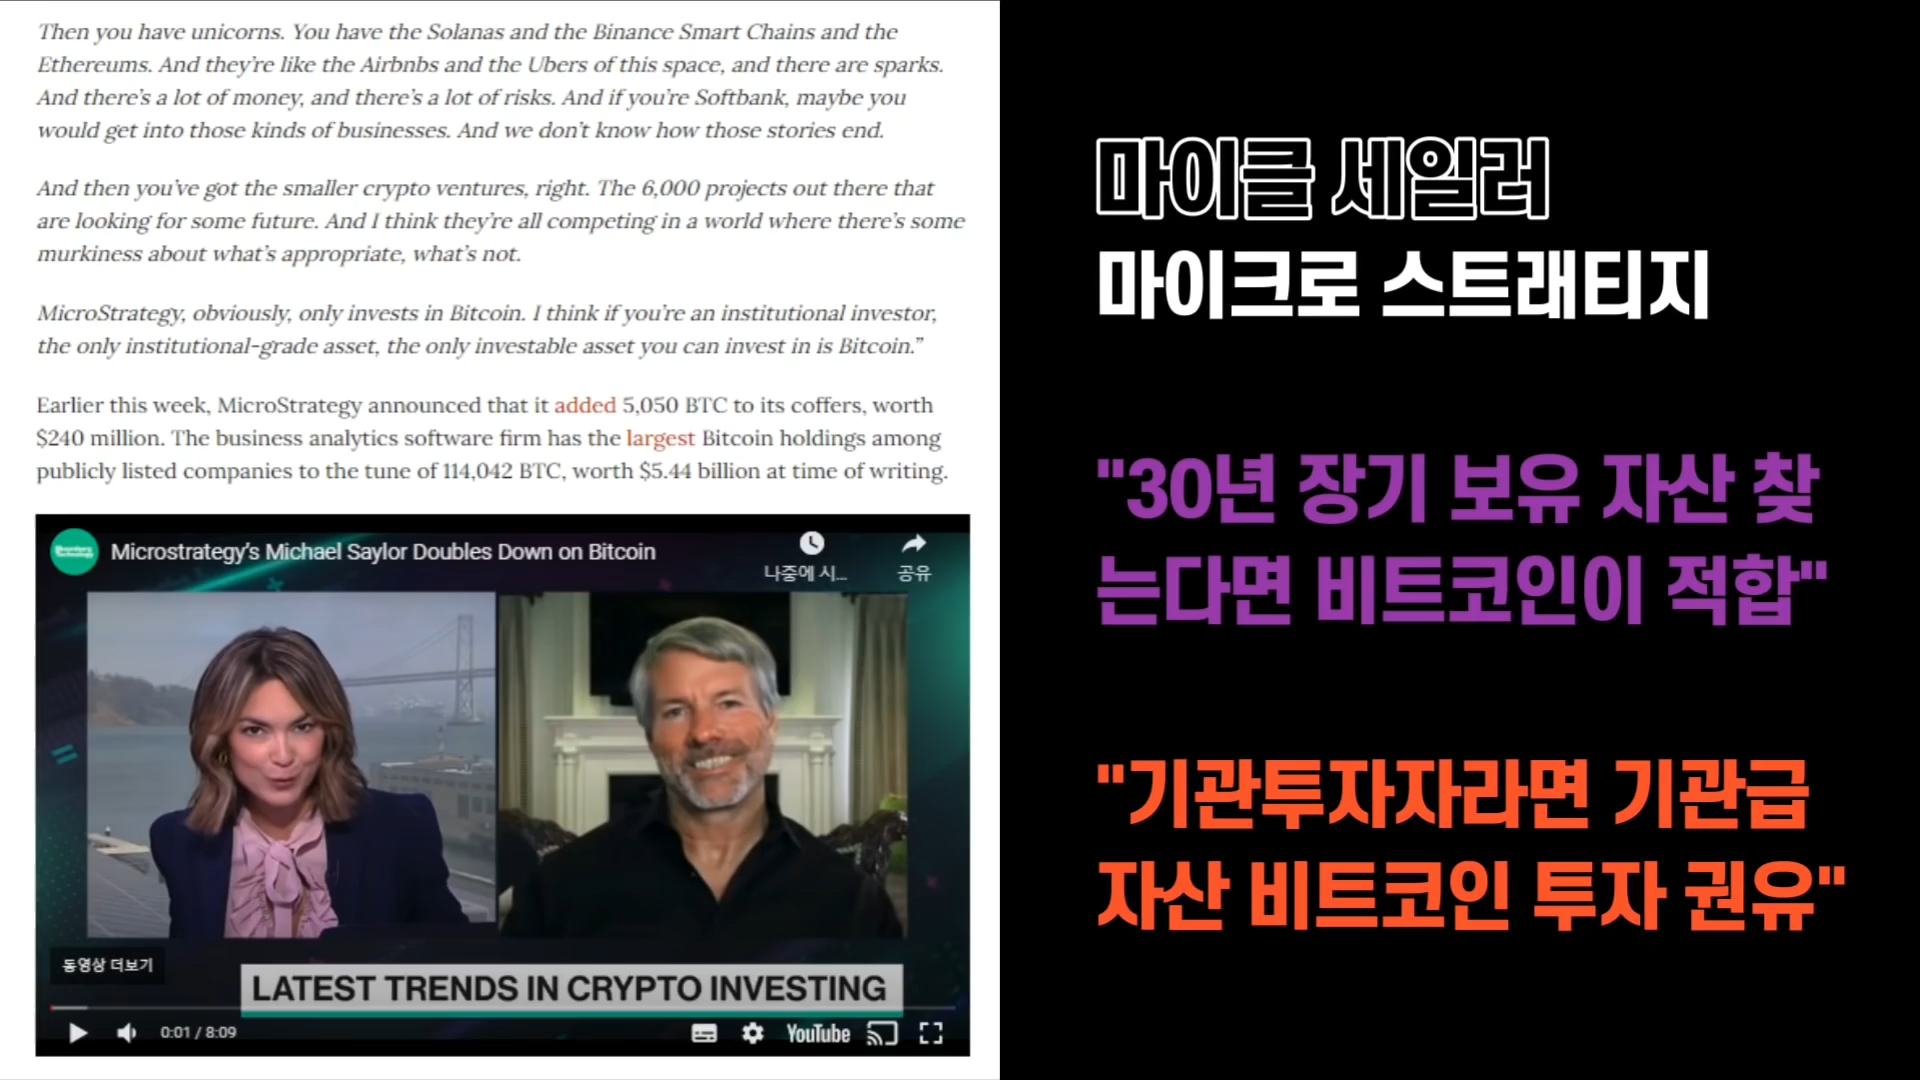 Then you have unicorns. You have the Solanas and the Binance Smart Chains and the
Ethereums. And they're like the Airbnbs and the Ubers of this space, and there are sparks.
And there's a lot of money, and there's a lot of risks. And if you're Softbank, maybe you
would get into those kinds of businesses. And we don't know how those stories end.
And then you've got the smaller crypto ventures, right. The 6,000 projects out there that
are looking for some future. And I think they're all competing in a world where there's some
murkiness about what's appropriate, what's not.
MicroStrategy, obviously, only invests in Bitcoin. I think if you're an institutional investor,
the only institutional-grade asset, the only investable asset you can invest in is Bitcoin.”
Earlier this week, MicroStrategy announced that it added 5,050 BTC to its coffers, worth
$240 million. The business analytics software firm has the largest Bitcoin holdings among
publicly listed companies to the tune of 114,042 BTC, worth $5.44 billion at time of writing.
Microstrategy's Michael Saylor Doubles Down on Bitcoin
나중에 시...
공유
동영상 더보기
LATEST TRENDS IN CRYPTO INVESTING
0:01 / 8:09
YouTube
마이클 세일러
마이크로 스트래티지
"30년 장기 보유 자산 찾
는다면 비트코인이 적합"
"기관투자자라면 기관급
자산 비트코인 투자 권유"